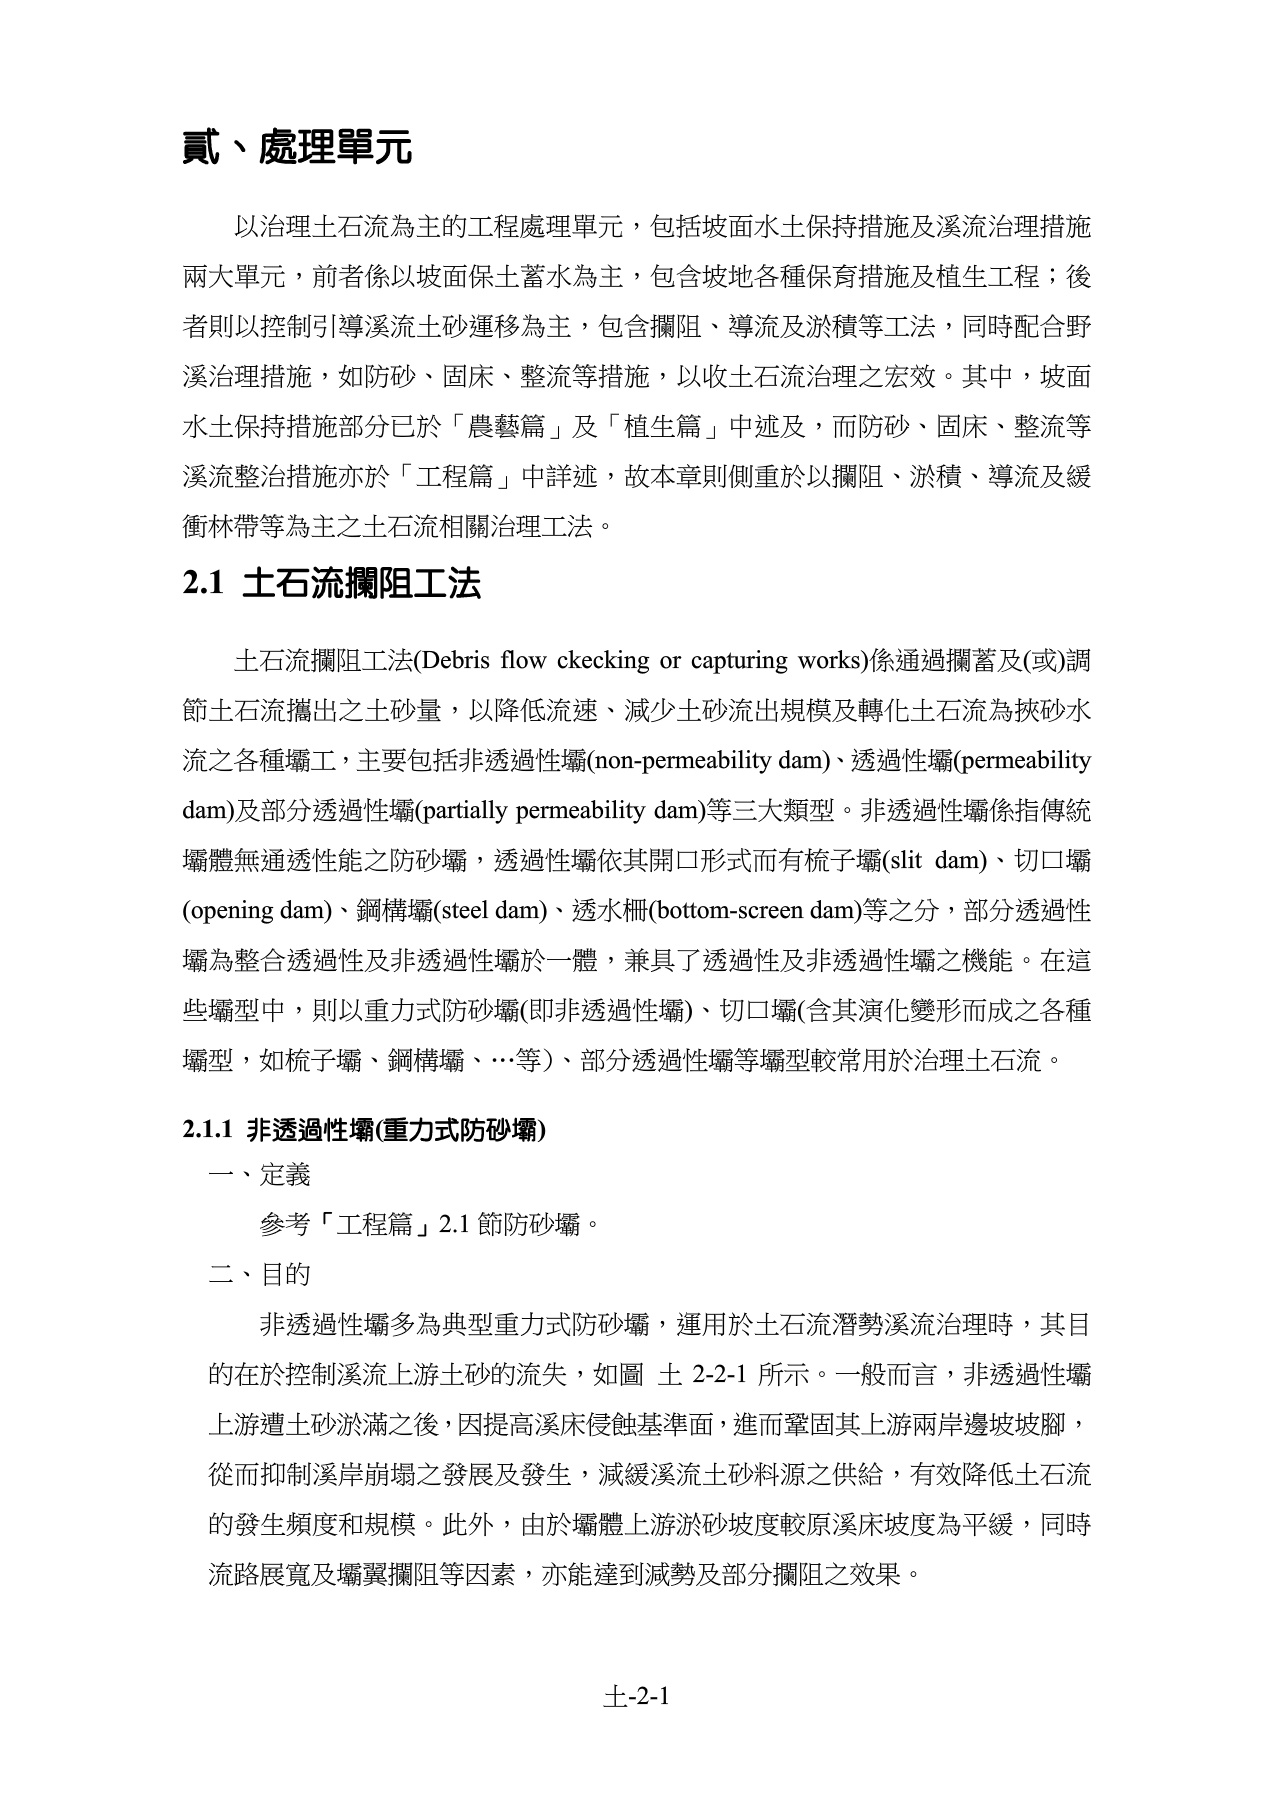 貳、處理單元
以治理土石流為主的工程處理單元，包括坡面水土保持措施及溪流治理措施
兩大單元，前者係以坡面保土蓄水為主，包含坡地各種保育措施及植生工程；後
者則以控制引導溪流土砂運移為主，包含攔阻、導流及淤積等工法，同時配合野
溪治理措施，如防砂、固床、整流等措施，以收土石流治理之宏效。其中，坡面
水土保持措施部分已於「農藝篇」及「植生篇」中述及，而防砂、固床、整流等
溪流整治措施亦於「工程篇」中詳述，故本章則側重於以攔阻、淤積、導流及緩
衝林帶等為主之土石流相關治理工法。
2.1 土石流攔阻工法
土石流攔阻工法(Debris flow ckecking or capturing works)係通過攔蓄及(或)調
節土石流攜出之土砂量，以降低流速、減少土砂流出規模及轉化土石流為挾砂水
流之各種壩工，主要包括非透過性壩(non-permeability dam)、透過性壩(permeability
dam)及部分透過性壩(partially permeability dam)等三大類型。非透過性壩係指傳統
壩體無通透性能之防砂壩，透過性壩依其開口形式而有梳子壩(slit dam)、切口壩
(opening dam)、鋼構壩(steel dam)、透水柵(bottom-screen dam)等之分，部分透過性
壩為整合透過性及非透過性壩於一體，兼具了透過性及非透過性壩之機能。在這
些壩型中，則以重力式防砂壩(即非透過性壩)、切口壩(含其演化變形而成之各種
壩型，如梳子壩、鋼構壩、…等)、部分透過性壩等壩型較常用於治理土石流。
2.1.1 非透過性壩(重力式防砂壩)
一、定義
參考「工程篇」2.1 節防砂壩。
二、目的
非透過性壩多為典型重力式防砂壩，運用於土石流潛勢溪流治理時，其目
的在於控制溪流上游土砂的流失，如圖 土 2-2-1 所示。一般而言，非透過性壩
上游遭土砂淤滿之後，因提高溪床侵蝕基準面，進而鞏固其上游兩岸邊坡坡腳，
從而抑制溪岸崩塌之發展及發生，減緩溪流土砂料源之供給，有效降低土石流
的發生頻度和規模。此外，由於壩體上游淤砂坡度較原溪床坡度為平緩，同時
流路展寬及壩翼攔阻等因素，亦能達到減勢及部分攔阻之效果。
土-2-1